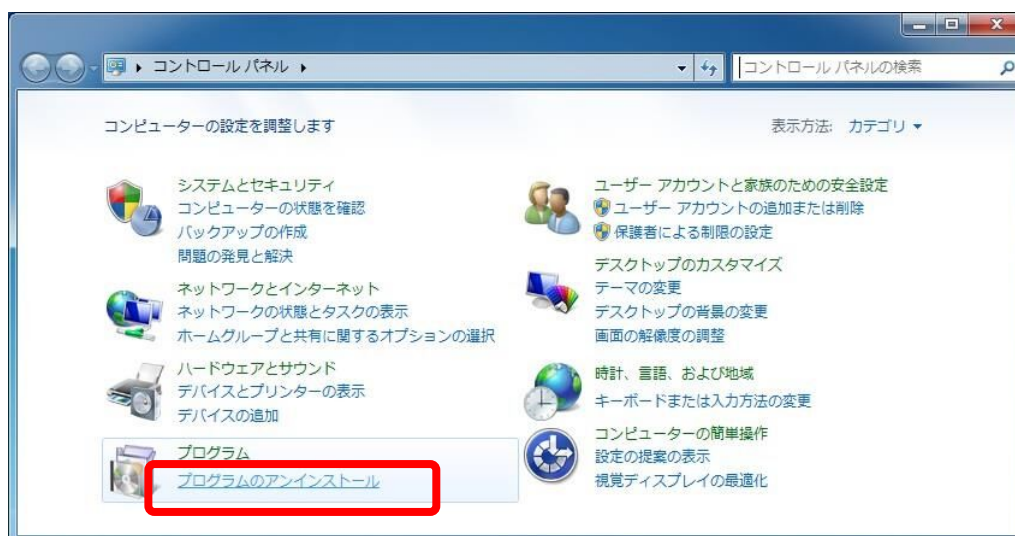 コントロール パネル
コントロール パネルの検索
コンピューターの設定を調整します
表示方法: カテゴリ
システムとセキュリティ
コンピューターの状態を確認
バックアップの作成
問題の発見と解決
ネットワークとインターネット
ネットワークの状態とタスクの表示
ホームグループと共有に関するオプションの選択
ハードウェアとサウンド
デバイスとプリンターの表示
デバイスの追加
プログラム
プログラムのアンインストール
ユーザー アカウントと家族のための安全設定
ユーザー アカウントの追加または削除
保護者による制限の設定
デスクトップのカスタマイズ
テーマの変更
デスクトップの背景の変更
画面の解像度の調整
時計、言語、および地域
キーボードまたは入力方法の変更
コンピューターの簡単操作
設定の提案の表示
視覚ディスプレイの最適化